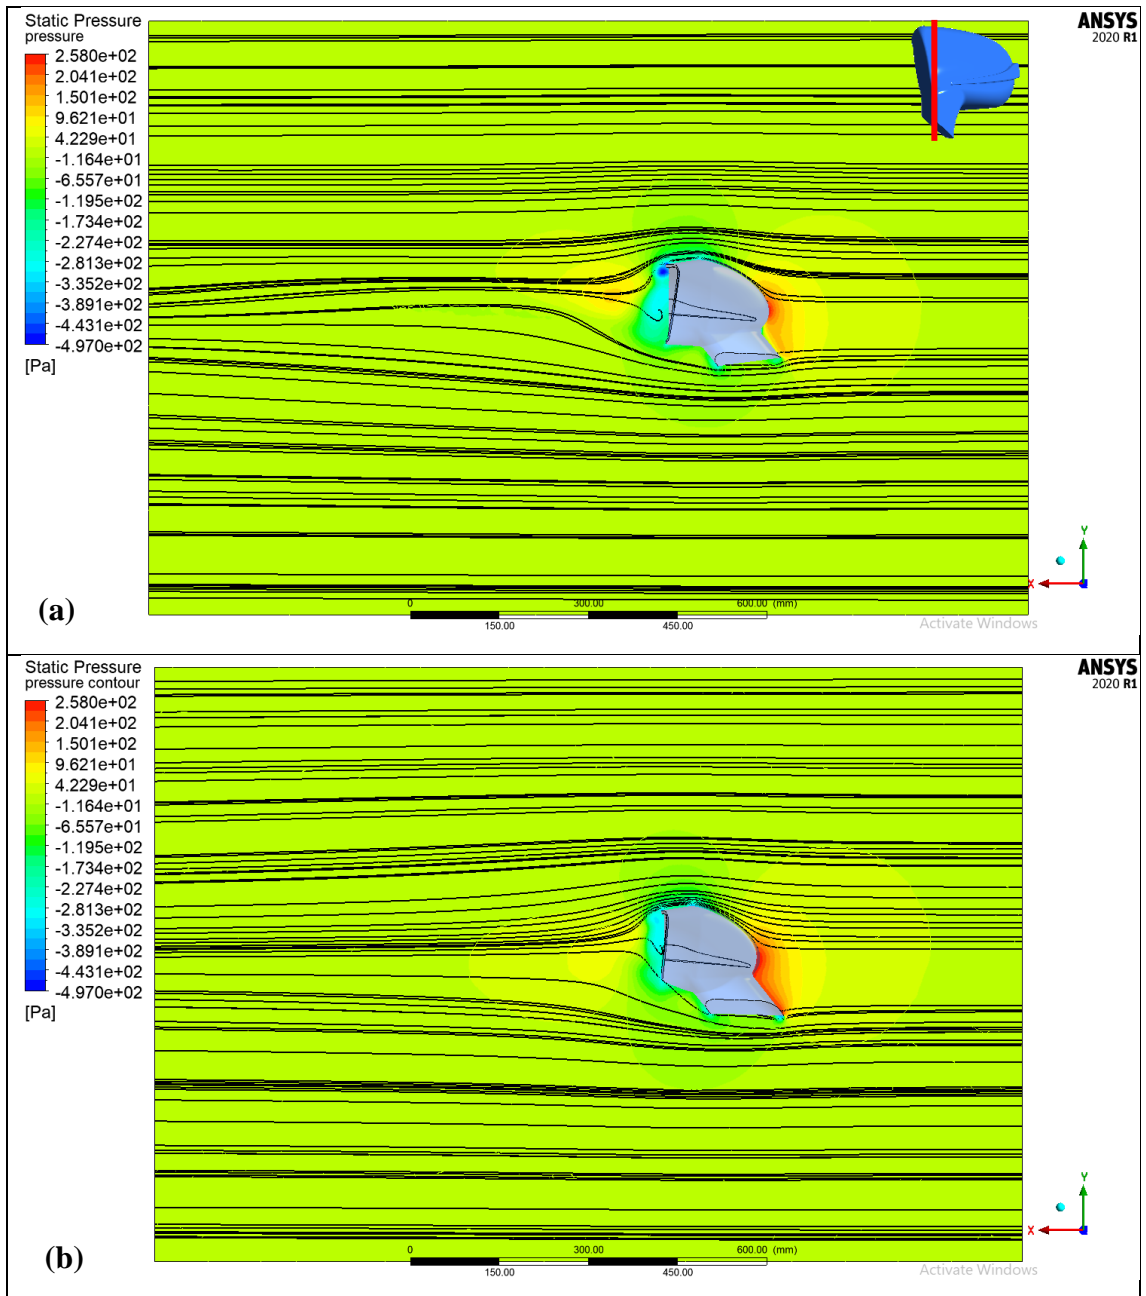 Static Pressure
pressure
2.580e+02
2.041e+02
1.501e+02
9.621e+01
4.229e+01
-1.164e+01
-6.557e+01
-1.195e+02
-1.734e+02
-2.274e+02
-2.813e+02
-3.352e+02
-3.891e+02
-4.431e+02
-4.970e+02
[Pa]
ANSYS
2020 R1
Y
X
0 300.00 600.00 (mm)
150.00 450.00
(a)
Activate Windows
Static Pressure
pressure contour
2.580e+02
2.041e+02
1.501e+02
9.621e+01
4.229e+01
-1.164e+01
-6.557e+01
-1.195e+02
-1.734e+02
-2.274e+02
-2.813e+02
-3.352e+02
-3.891e+02
-4.431e+02
-4.970e+02
[Pa]
ANSYS
2020 R1
Y
X
0 300.00 600.00 (mm)
150.00 450.00
(b)
Activate Windows